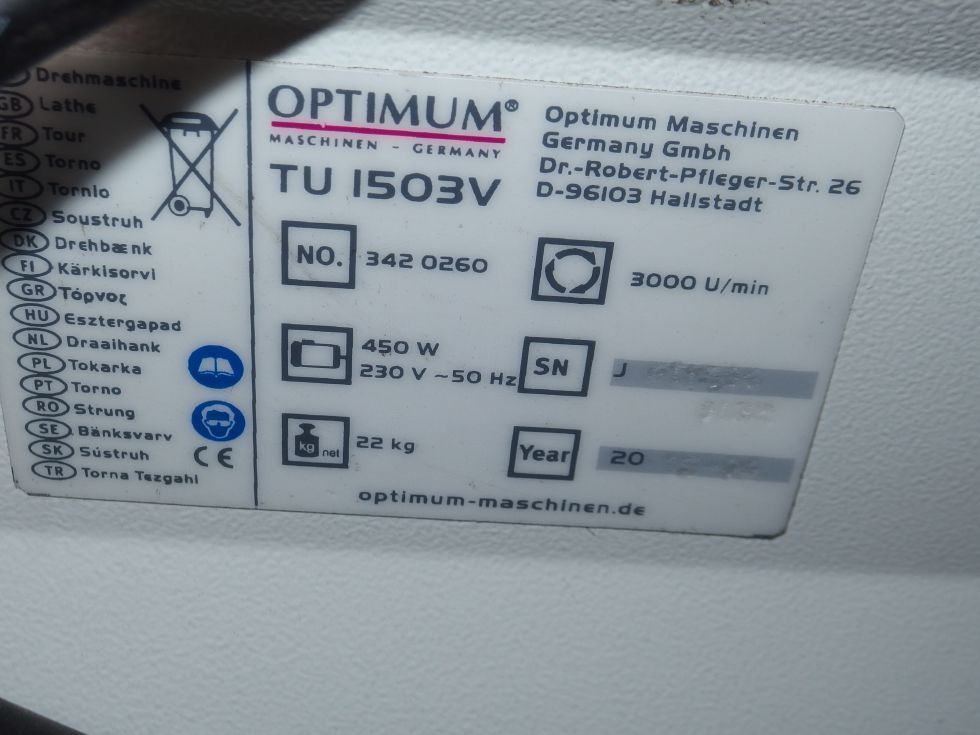 Drehmaschine
GB Lathe
FR Tour
ES Torno
IT Tornio
CZ Soustruh
DK Drehbænk
FI Kärkisorvi
GR Τόρνος
HU Esztergapad
NL Draaihank
PL Tokarka
PT Torno
RO Strung
SE Bänksvarv
SK Sústruh
TR Torna Tezgahl
CE
OPTIMUM®
MASCHINEN - GERMANY
TU 1503V
Optimum Maschinen
Germany Gmbh
Dr.-Robert-Pfleger-Str. 26
D-96103 Hallstadt
NO. 342 0260
3000 U/min
450 W
230 V ~50 Hz
SN J
kg net 22 kg
Year 20
optimum-maschinen.de